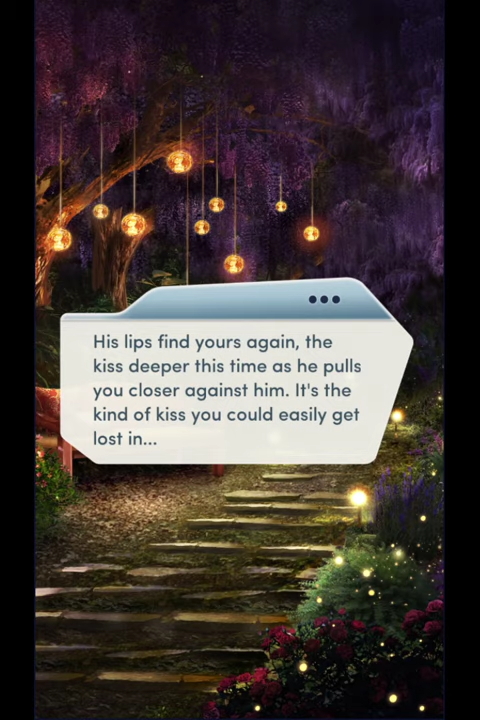 His lips find yours again, the
kiss deeper this time as he pulls
you closer against him. It's the
kind of kiss you could easily get
lost in...